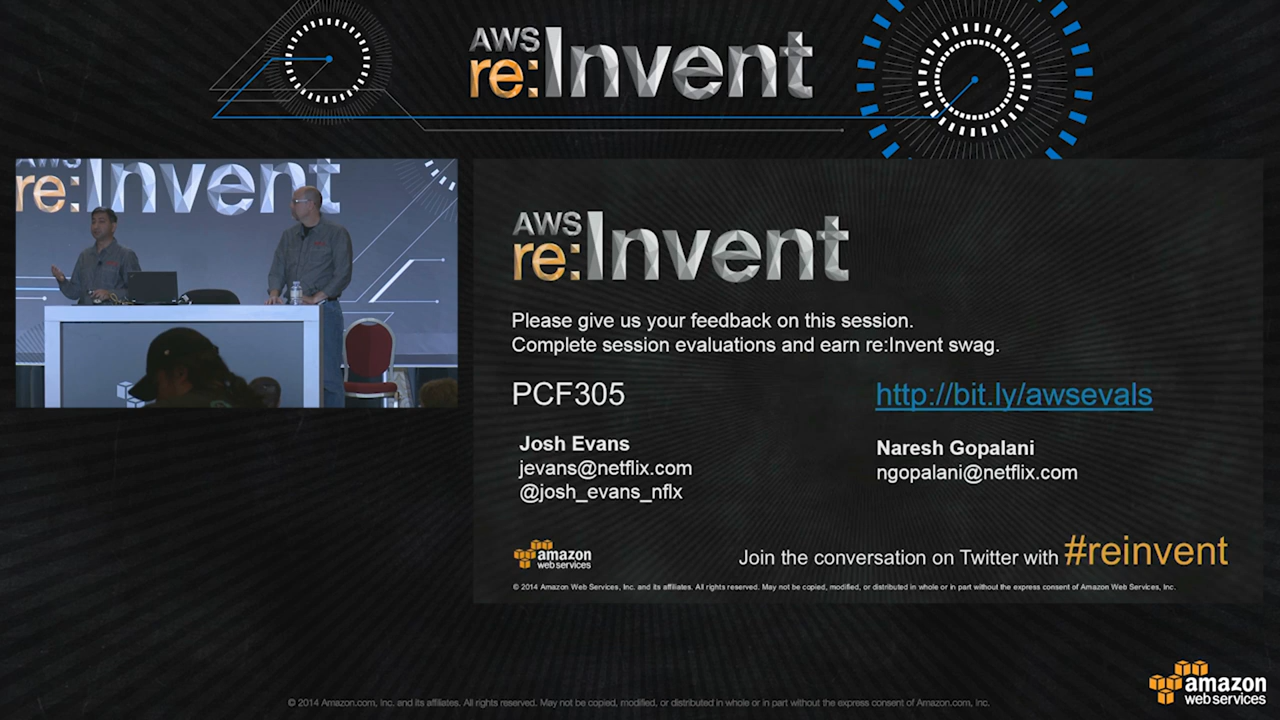 AWS
re:Invent
AWS
re:Invent
AWS
re:Invent
Please give us your feedback on this session.
Complete session evaluations and earn re:Invent swag.
PCF305
http://bit.ly/awsevals
Josh Evans
jevans@netflix.com
@josh_evans_nflx
Naresh Gopalani
ngopalani@netflix.com
amazon
web services
Join the conversation on Twitter with #reinvent
© 2014 Amazon Web Services, Inc. and its affiliates. All rights reserved. May not be copied, modified, or distributed in whole or in part without the express consent of Amazon Web Services, Inc.
amazon
web services
© 2014 Amazon.com, Inc. and its affiliates. All rights reserved. May not be copied, modified, or distributed in whole or in part without the express consent of Amazon.com, Inc.